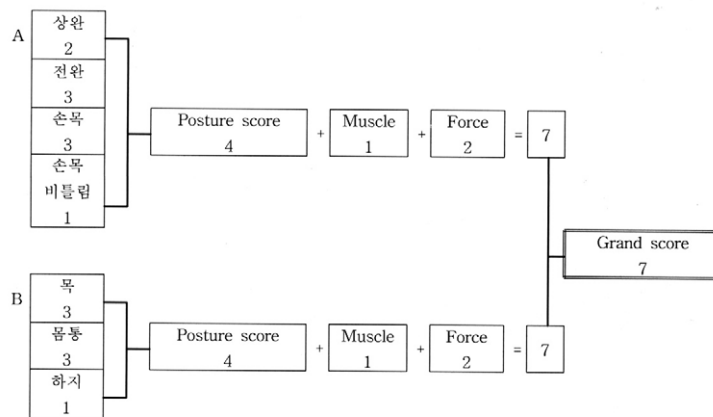 A
상완
2
전완
3
손목
3
손목
비틀림
1
Posture score
4
+
Muscle
1
+
Force
2
=
7
Grand score
7
B
목
3
몸통
3
하지
1
Posture score
4
+
Muscle
1
+
Force
2
=
7